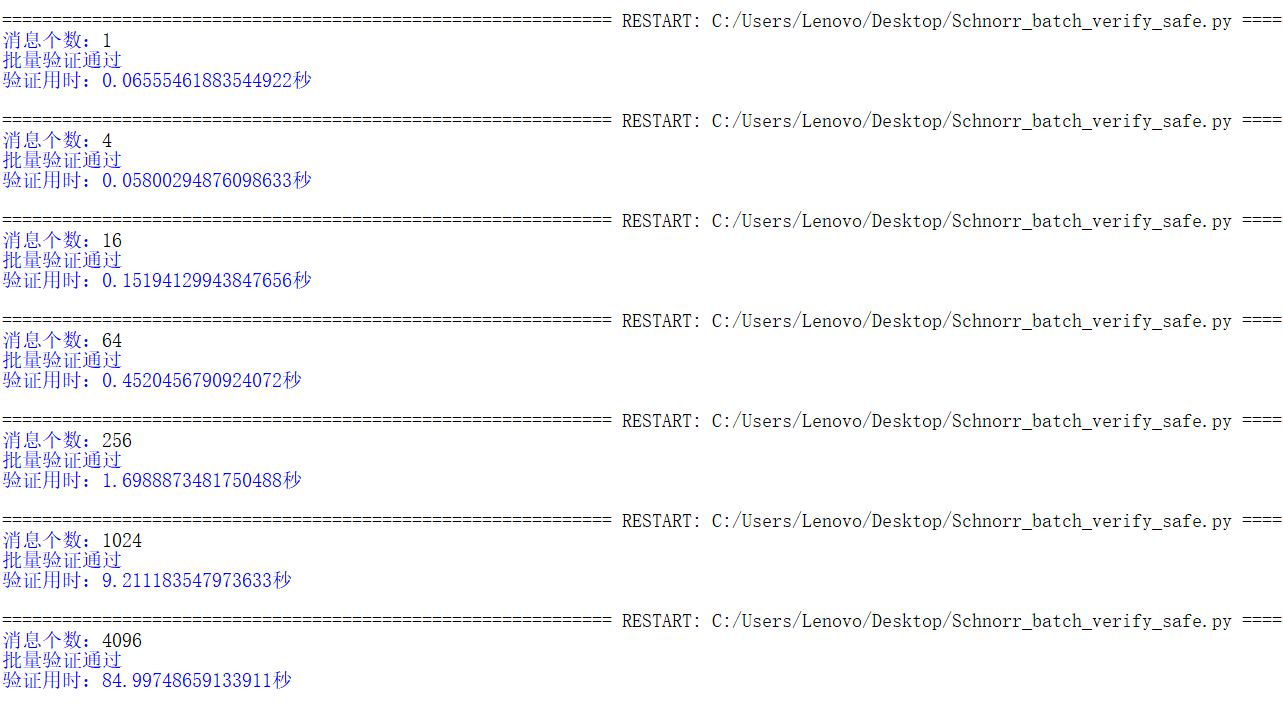 ============================================================= RESTART: C:/Users/Lenovo/Desktop/Schnorr_batch_verify_safe.py ====
消息个数：1
批量验证通过
验证用时：0.06555461883544922秒
============================================================= RESTART: C:/Users/Lenovo/Desktop/Schnorr_batch_verify_safe.py ====
消息个数：4
批量验证通过
验证用时：0.05800294876098633秒
============================================================= RESTART: C:/Users/Lenovo/Desktop/Schnorr_batch_verify_safe.py ====
消息个数：16
批量验证通过
验证用时：0.15194129943847656秒
============================================================= RESTART: C:/Users/Lenovo/Desktop/Schnorr_batch_verify_safe.py ====
消息个数：64
批量验证通过
验证用时：0.4520456790924072秒
============================================================= RESTART: C:/Users/Lenovo/Desktop/Schnorr_batch_verify_safe.py ====
消息个数：256
批量验证通过
验证用时：1.6988873481750488秒
============================================================= RESTART: C:/Users/Lenovo/Desktop/Schnorr_batch_verify_safe.py ====
消息个数：1024
批量验证通过
验证用时：9.211183547973633秒
============================================================= RESTART: C:/Users/Lenovo/Desktop/Schnorr_batch_verify_safe.py ====
消息个数：4096
批量验证通过
验证用时：84.99748659133911秒